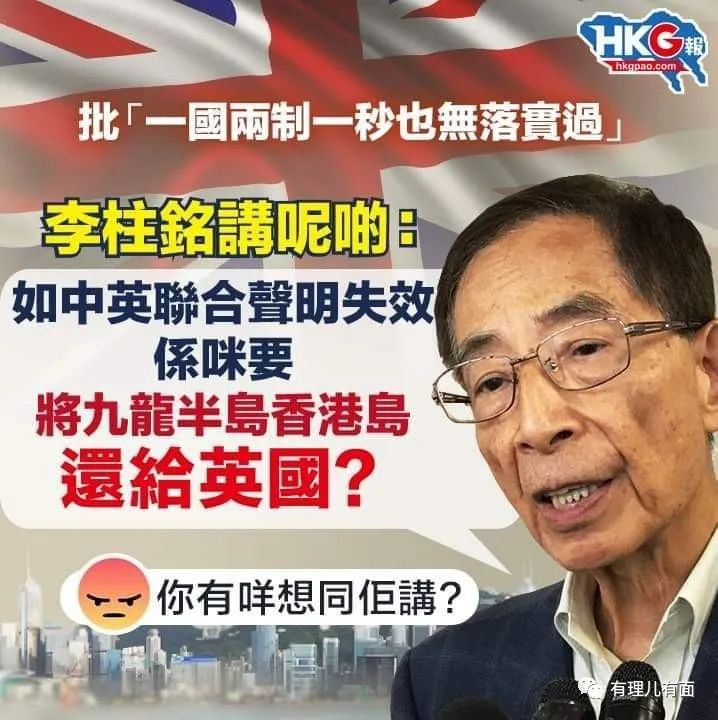 HKG報
hkgpao.com
批「一國兩制一秒也無落實過」
李柱銘講呢啲：
如中英聯合聲明失效
係咪要
將九龍半島香港島
還給英國？
你有咩想同佢講？
有理儿有面